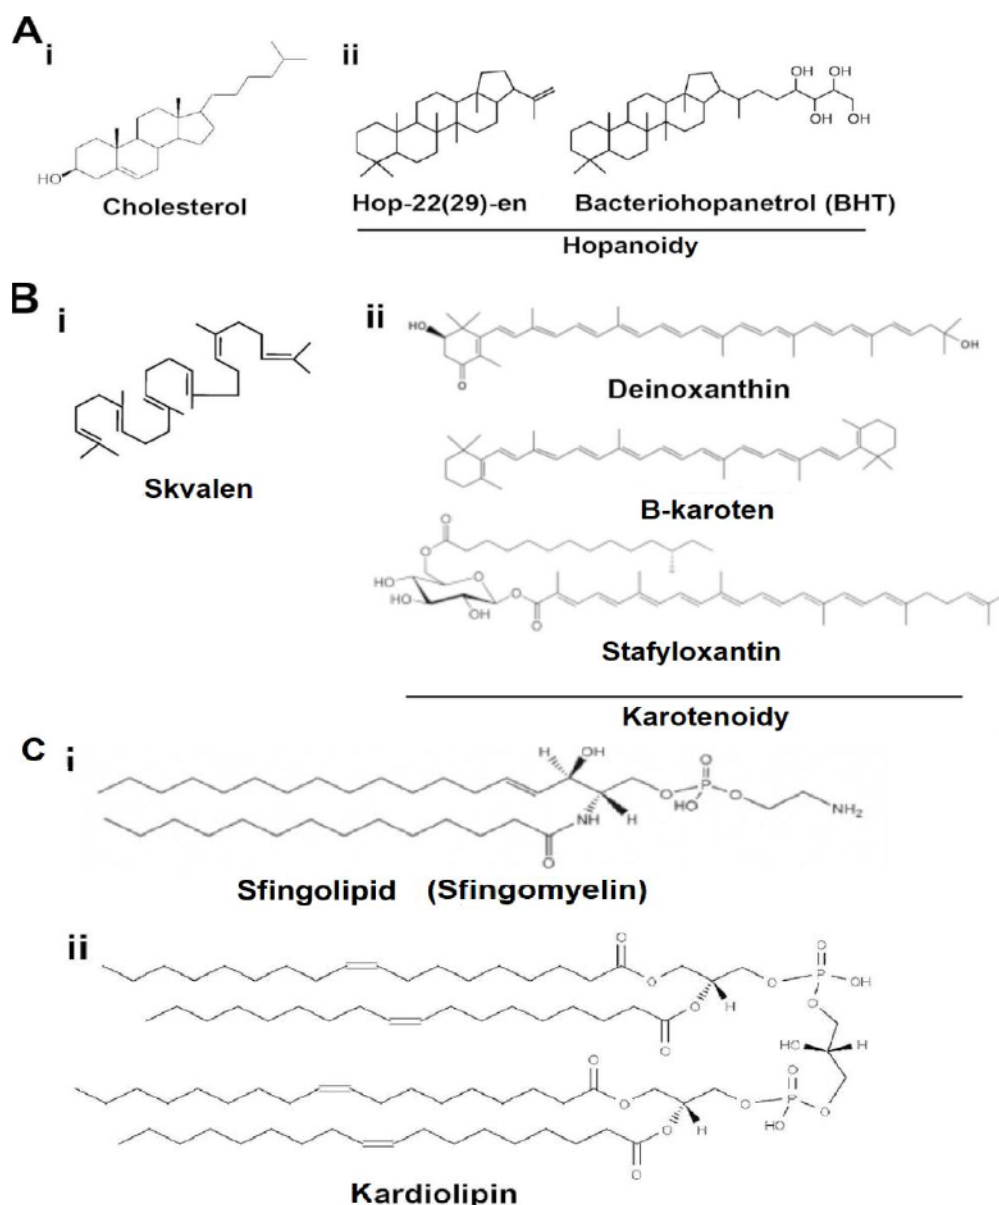 A
i
ii
HO
Cholesterol
OH
OH
OH
OH
Hop-22(29)-en
Bacteriohopanetrol (BHT)
Hopanoidy
B
i
ii
HO
O
OH
Deinoxanthin
Skvalen
B-karoten
O
O
HO
O
HO
OH
O
O
Stafyloxantin
Karotenoidy
C
i
H
OH
O
O
P
O
HO
NH2
NH
H
O
Sfingolipid (Sfingomyelin)
ii
O
O
O
O
P
OH
O
H
O
O
HO
H
O
O
O
O
P
O
HO
O
H
O
Kardiolipin